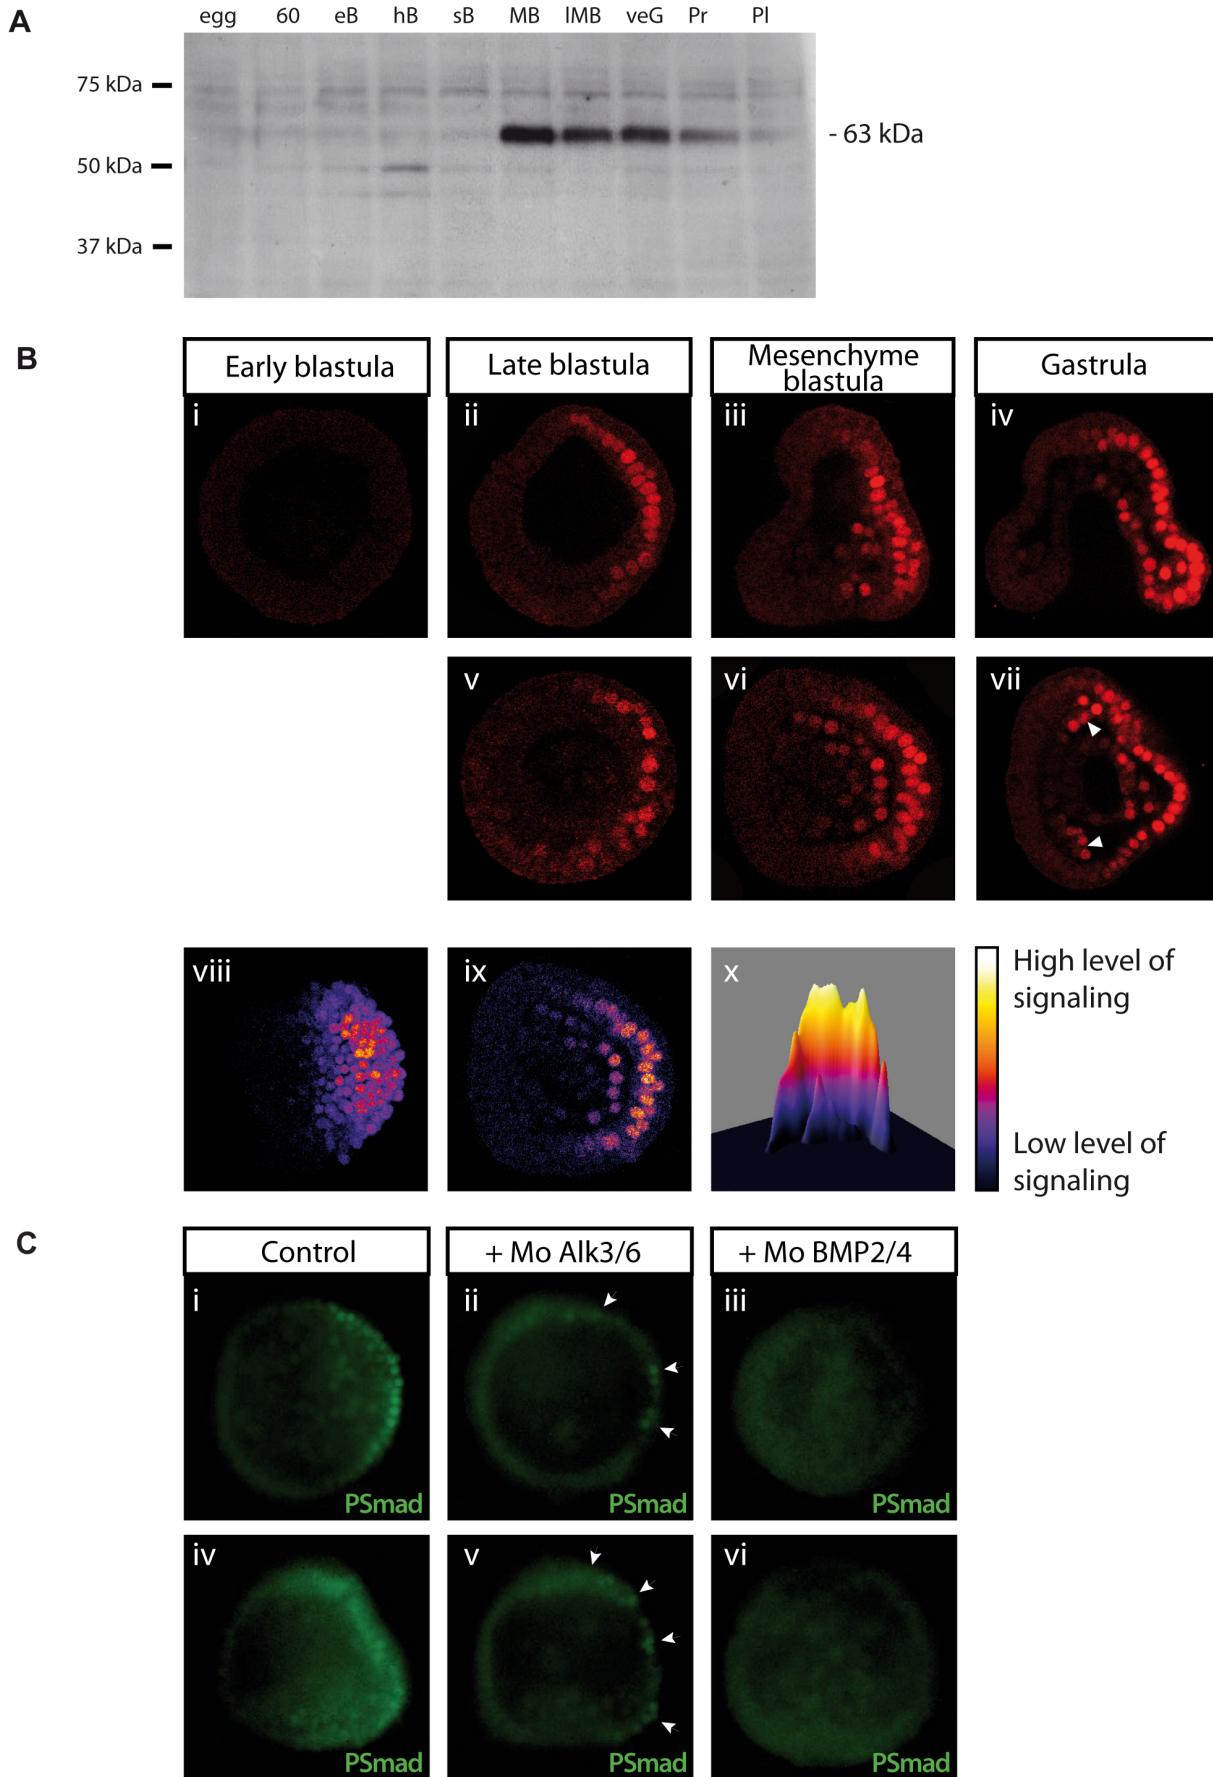 A
egg 60 eB hB sB MB lMB veG Pr Pl
75 kDa
- 63 kDa
50 kDa
37 kDa
B
Early blastula
Late blastula
Mesenchyme
blastula
Gastrula
i
ii
iii
iv
v
vi
vii
viii
ix
x
High level of
signaling
Low level of
signaling
C
Control
+ Mo Alk3/6
+ Mo BMP2/4
i
PSmad
ii
PSmad
iii
PSmad
iv
PSmad
v
PSmad
vi
PSmad